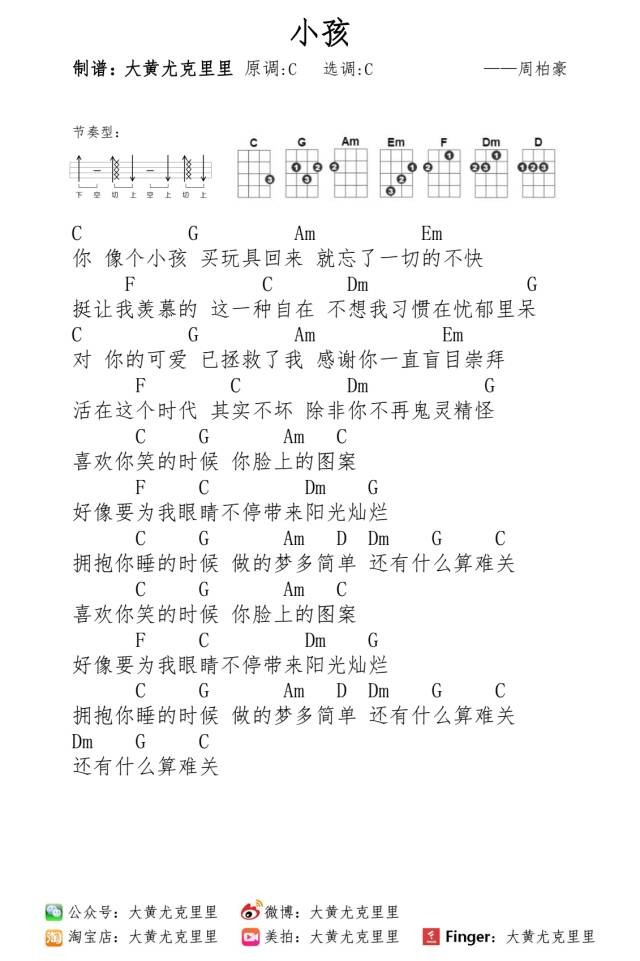 小孩
制谱：大黄尤克里里 原调:C 选调:C ——周柏豪
节奏型：
C G Am Em F Dm D
下 空 切 上 空 上 切 上
C G Am Em
你 像个小孩 买玩具回来 就忘了一切的不快
F C Dm G
挺让我羡慕的 这一种自在 不想我习惯在忧郁里呆
C G Am Em
对 你的可爱 已拯救了我 感谢你一直盲目崇拜
F C Dm G
活在这个时代 其实不坏 除非你不再鬼灵精怪
C G Am C
喜欢你笑的时候 你脸上的图案
F C Dm G
好像要为我眼睛不停带来阳光灿烂
C G Am D Dm G C
拥抱你睡的时候 做的梦多简单 还有什么算难关
C G Am C
喜欢你笑的时候 你脸上的图案
F C Dm G
好像要为我眼睛不停带来阳光灿烂
C G Am D Dm G C
拥抱你睡的时候 做的梦多简单 还有什么算难关
Dm G C
还有什么算难关
公众号：大黄尤克里里 微博：大黄尤克里里
淘宝店：大黄尤克里里 美拍：大黄尤克里里 Finger：大黄尤克里里